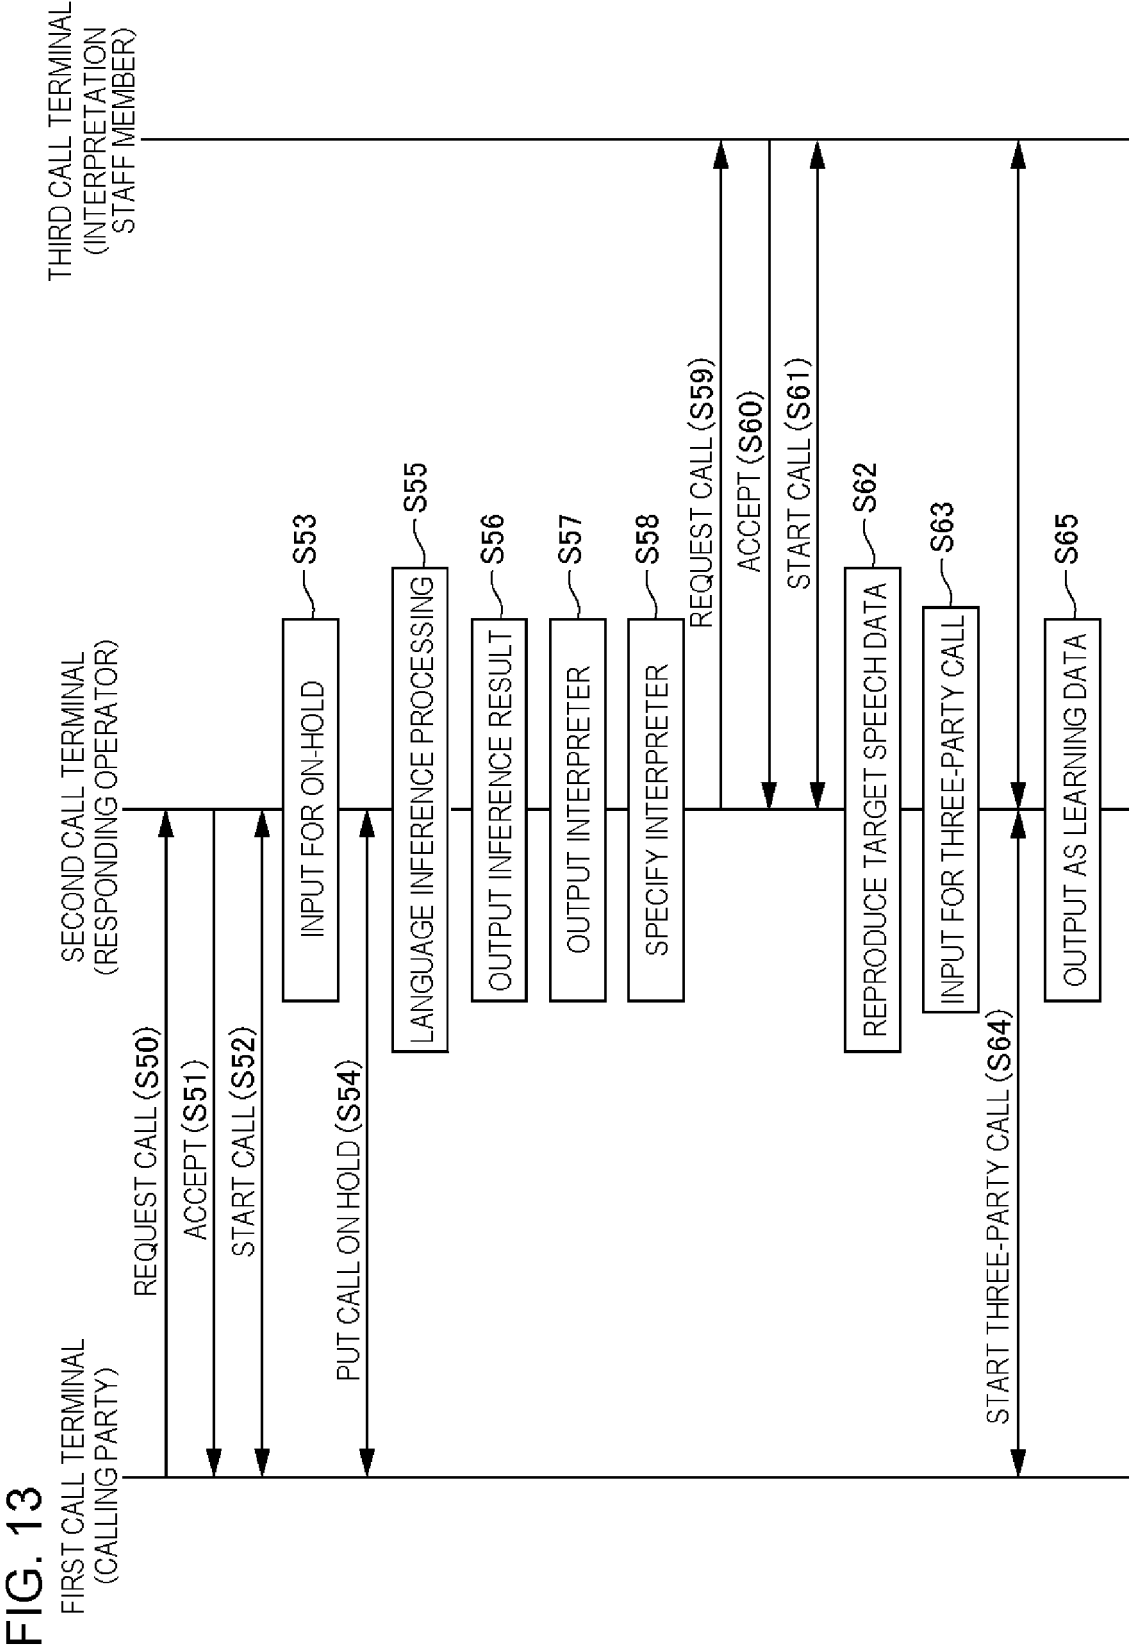 FIG. 13
FIRST CALL TERMINAL
(CALLING PARTY)
SECOND CALL TERMINAL
(RESPONDING OPERATOR)
THIRD CALL TERMINAL
(INTERPRETATION
STAFF MEMBER)
REQUEST CALL (S50)
ACCEPT (S51)
START CALL (S52)
INPUT FOR ON-HOLD
S53
PUT CALL ON HOLD (S54)
LANGUAGE INFERENCE PROCESSING
S55
OUTPUT INFERENCE RESULT
S56
OUTPUT INTERPRETER
S57
SPECIFY INTERPRETER
S58
REQUEST CALL (S59)
ACCEPT (S60)
START CALL (S61)
REPRODUCE TARGET SPEECH DATA
S62
INPUT FOR THREE-PARTY CALL
S63
START THREE-PARTY CALL (S64)
OUTPUT AS LEARNING DATA
S65